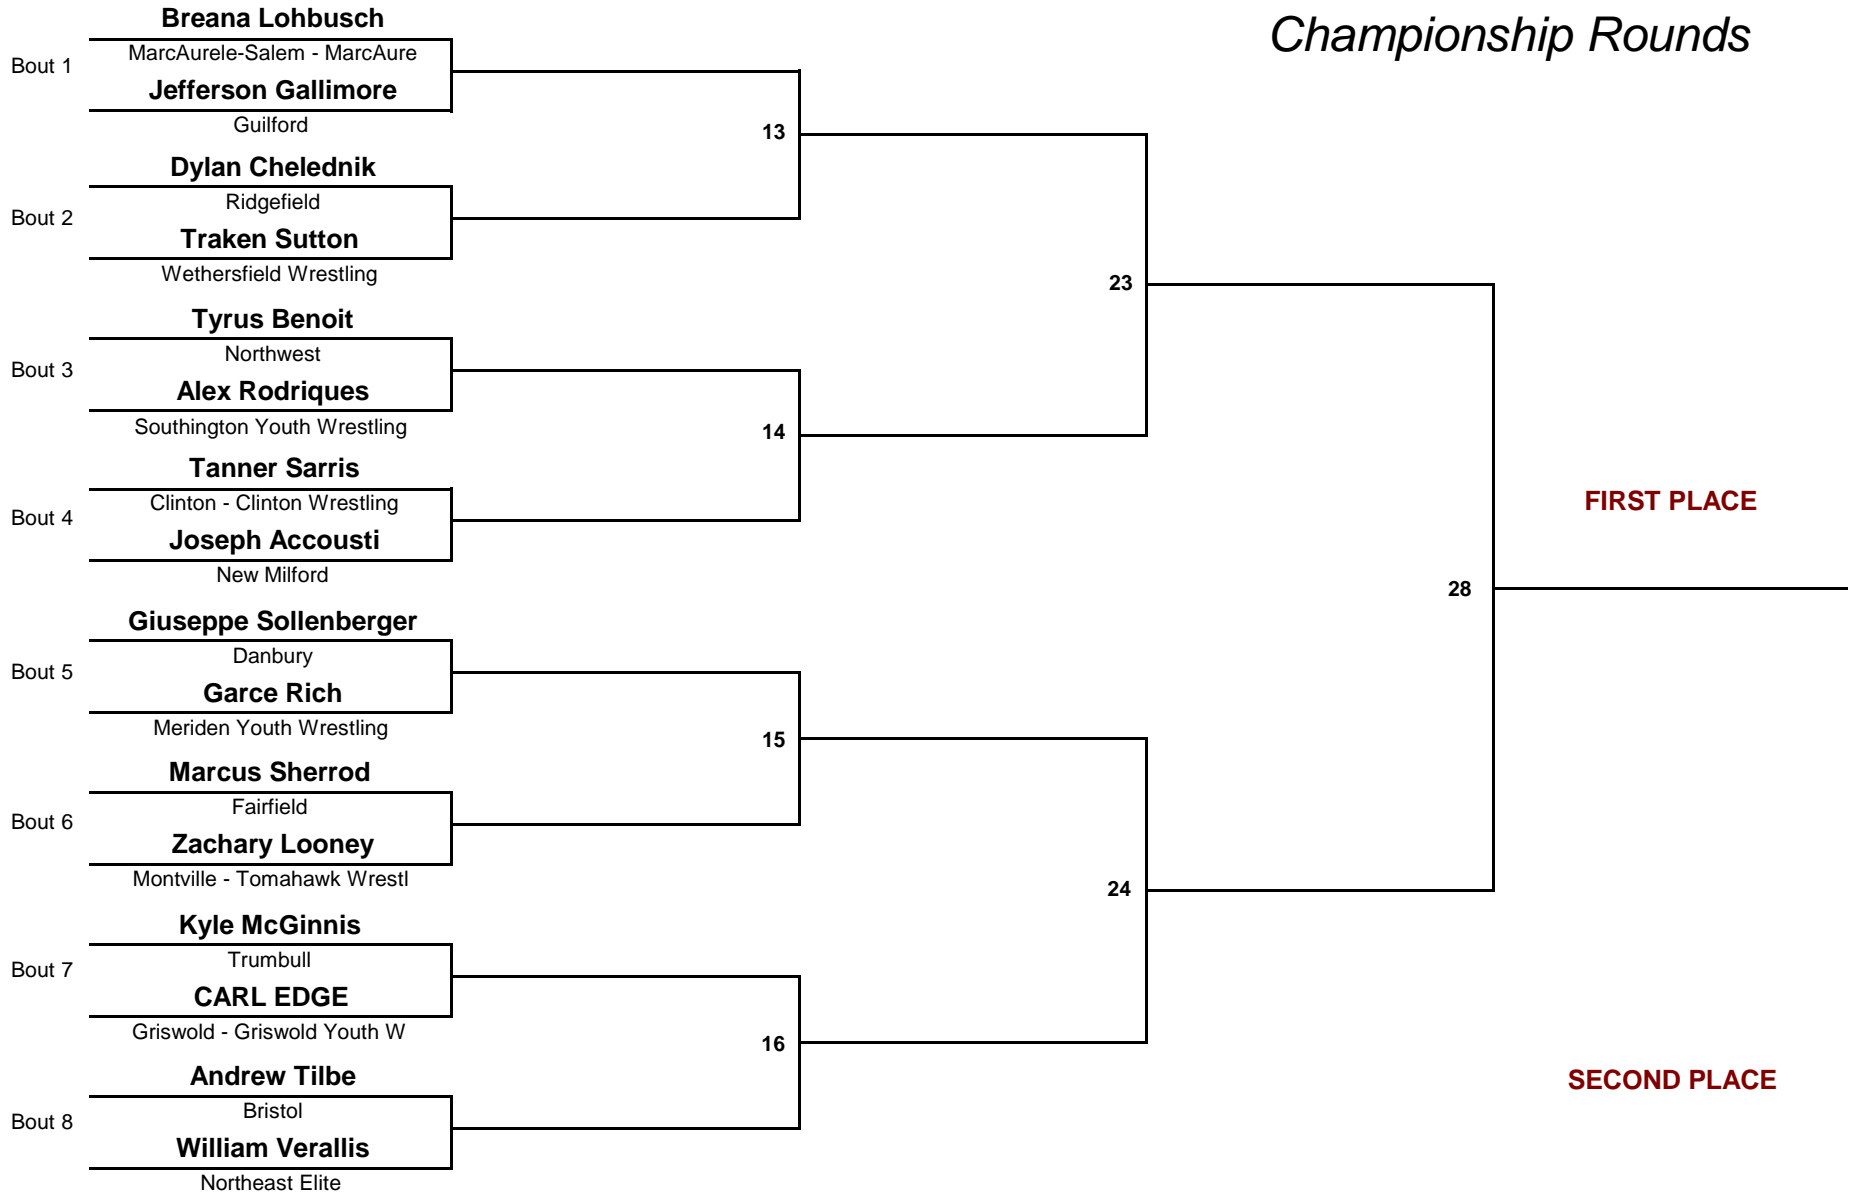 Championship Rounds
Breana Lohbusch
Bout 1
MarcAurele-Salem - MarcAure
Jefferson Gallimore
Guilford
13
Dylan Chelednik
Bout 2
Ridgefield
Traken Sutton
Wethersfield Wrestling
23
Tyrus Benoit
Bout 3
Northwest
Alex Rodriques
Southington Youth Wrestling
14
Tanner Sarris
Bout 4
Clinton - Clinton Wrestling
Joseph Accousti
New Milford
FIRST PLACE
28
Giuseppe Sollenberger
Bout 5
Danbury
Garce Rich
Meriden Youth Wrestling
15
Marcus Sherrod
Bout 6
Fairfield
Zachary Looney
Montville - Tomahawk Wrestl
24
Kyle McGinnis
Bout 7
Trumbull
CARL EDGE
Griswold - Griswold Youth W
16
Andrew Tilbe
Bout 8
Bristol
William Verallis
Northeast Elite
SECOND PLACE